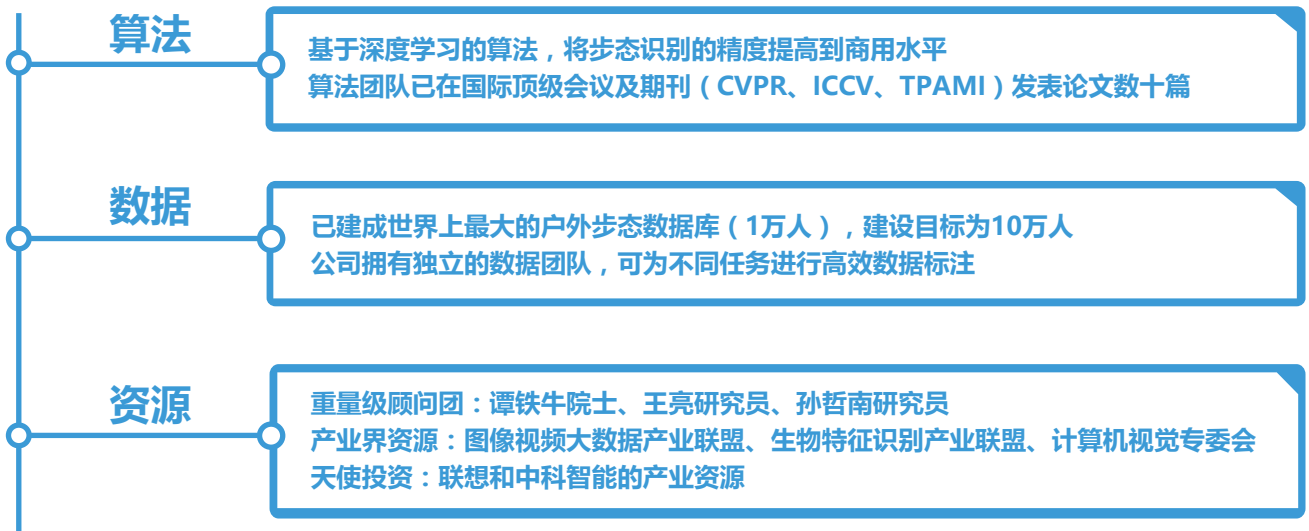 算法
基于深度学习的算法，将步态识别的精度提高到商用水平
算法团队已在国际顶级会议及期刊（CVPR、ICCV、TPAMI）发表论文数十篇
数据
已建成世界上最大的户外步态数据库（1万人），建设目标为10万人
公司拥有独立的数据团队，可为不同任务进行高效数据标注
资源
重量级顾问团：谭铁牛院士、王亮研究员、孙哲南研究员
产业界资源：图像视频大数据产业联盟、生物特征识别产业联盟、计算机视觉专委会
天使投资：联想和中科智能的产业资源